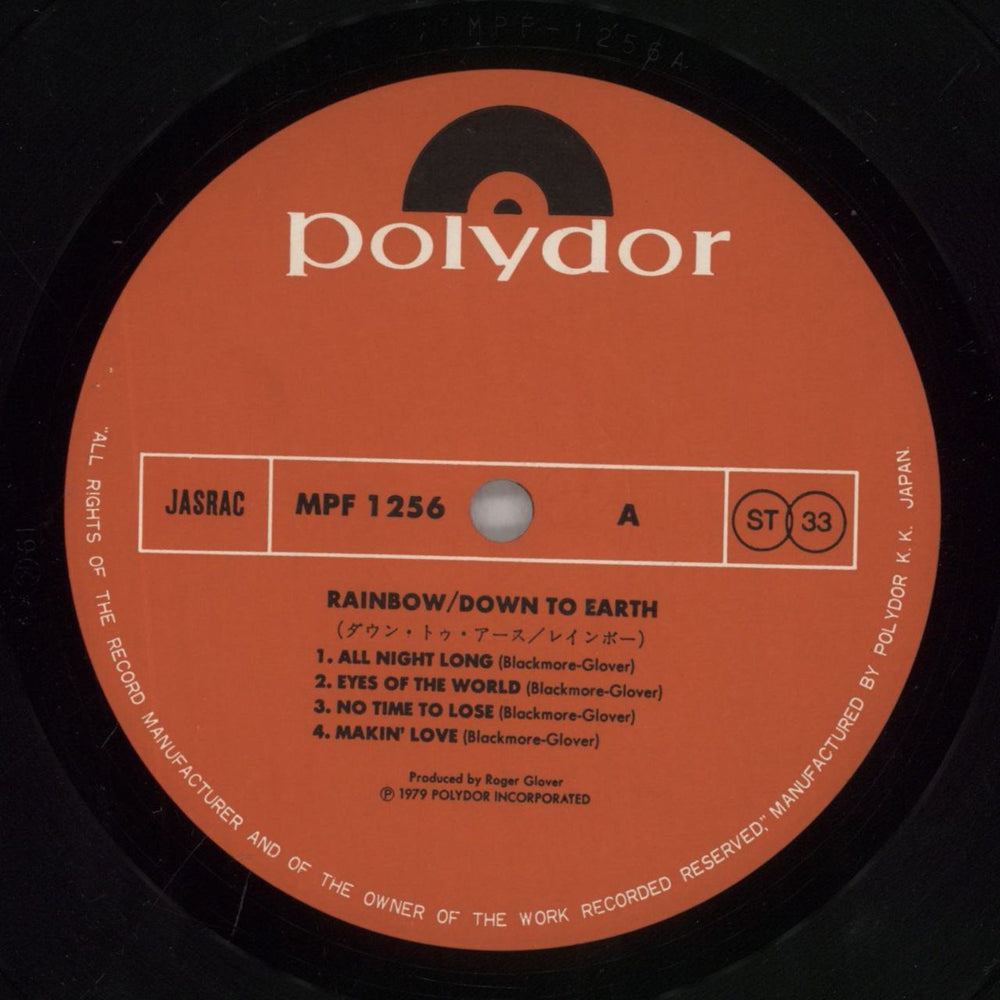 MPF-1256A
polydor
JASRAC
MPF 1256
A
ST 33
RAINBOW/DOWN TO EARTH
(ダウン・トゥ・アース/レインボー)
1. ALL NIGHT LONG (Blackmore-Glover)
2. EYES OF THE WORLD (Blackmore-Glover)
3. NO TIME TO LOSE (Blackmore-Glover)
4. MAKIN' LOVE (Blackmore-Glover)
Produced by Roger Glover
℗ 1979 POLYDOR INCORPORATED
"ALL RIGHTS OF THE RECORD MANUFACTURER AND OF THE OWNER OF THE WORK RECORDED RESERVED," MANUFACTURED BY POLYDOR K. K. JAPAN